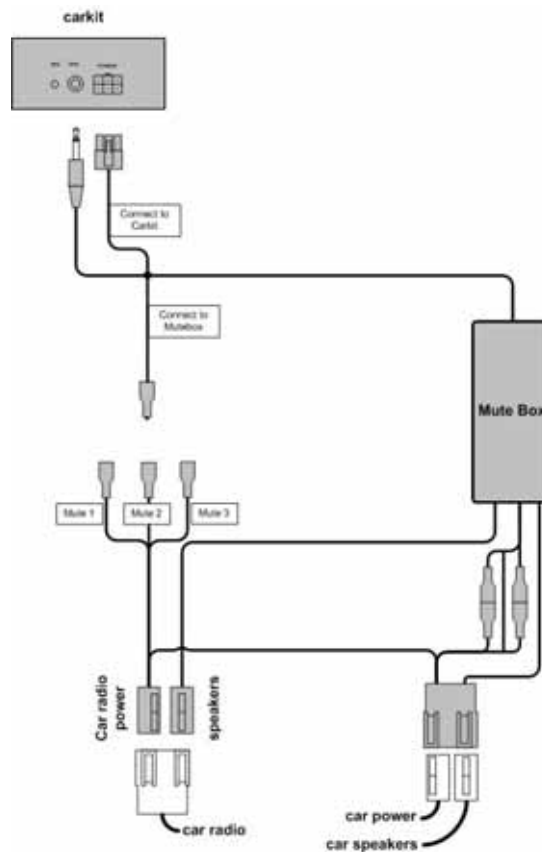 carkit
Connect to
Carkit
Connect to
Mutebox
Mute Box
Mute 1
Mute 2
Mute 3
Car radio
power
speakers
car radio
car power
car speakers